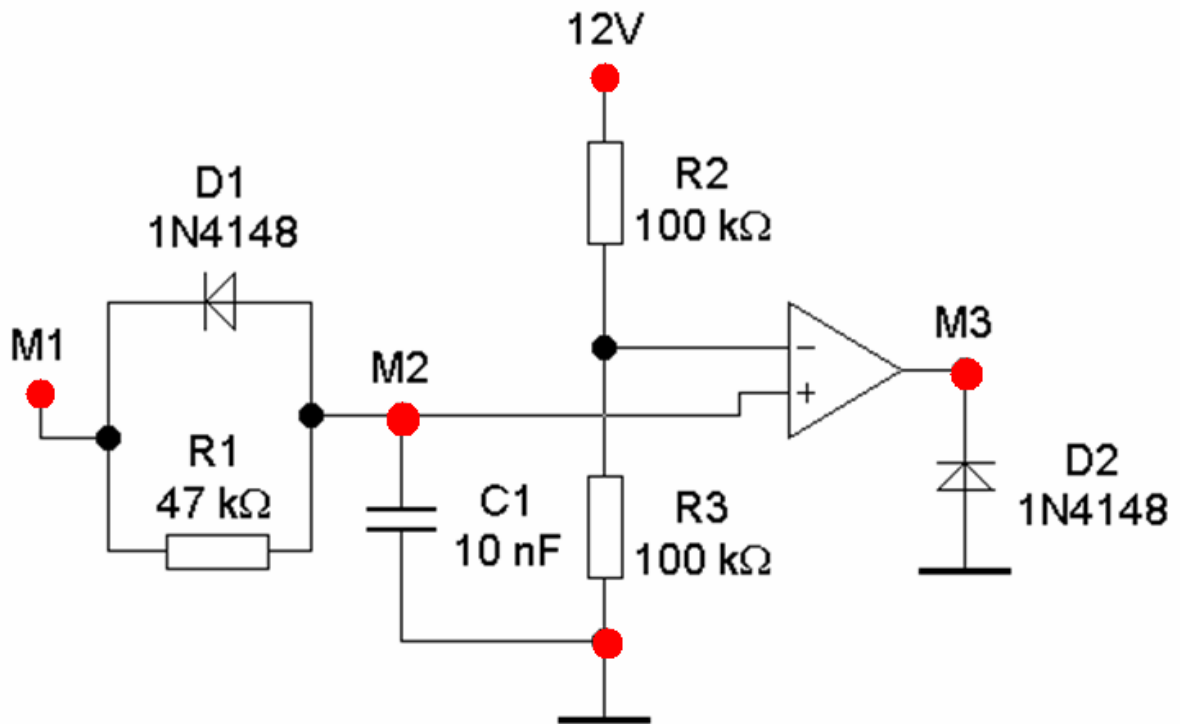 12V
D1
1N4148
R2
100 kΩ
M1
M2
M3
−
+
R1
47 kΩ
C1
10 nF
R3
100 kΩ
D2
1N4148